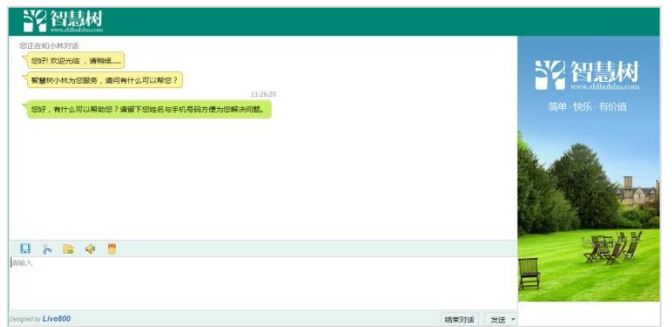 智慧树
www.zhihuishu.com
您正在和小林对话
您好! 欢迎光临，请稍候.....
智慧树小林为您服务，请问有什么可以帮您？
11:26:20
您好，有什么可以帮助您？请留下您姓名与手机号码方便为您解决问题。
智慧树
www.zhihuishu.com
简单·快乐·有价值
请输入
Designed by Live800
结束对话
发送